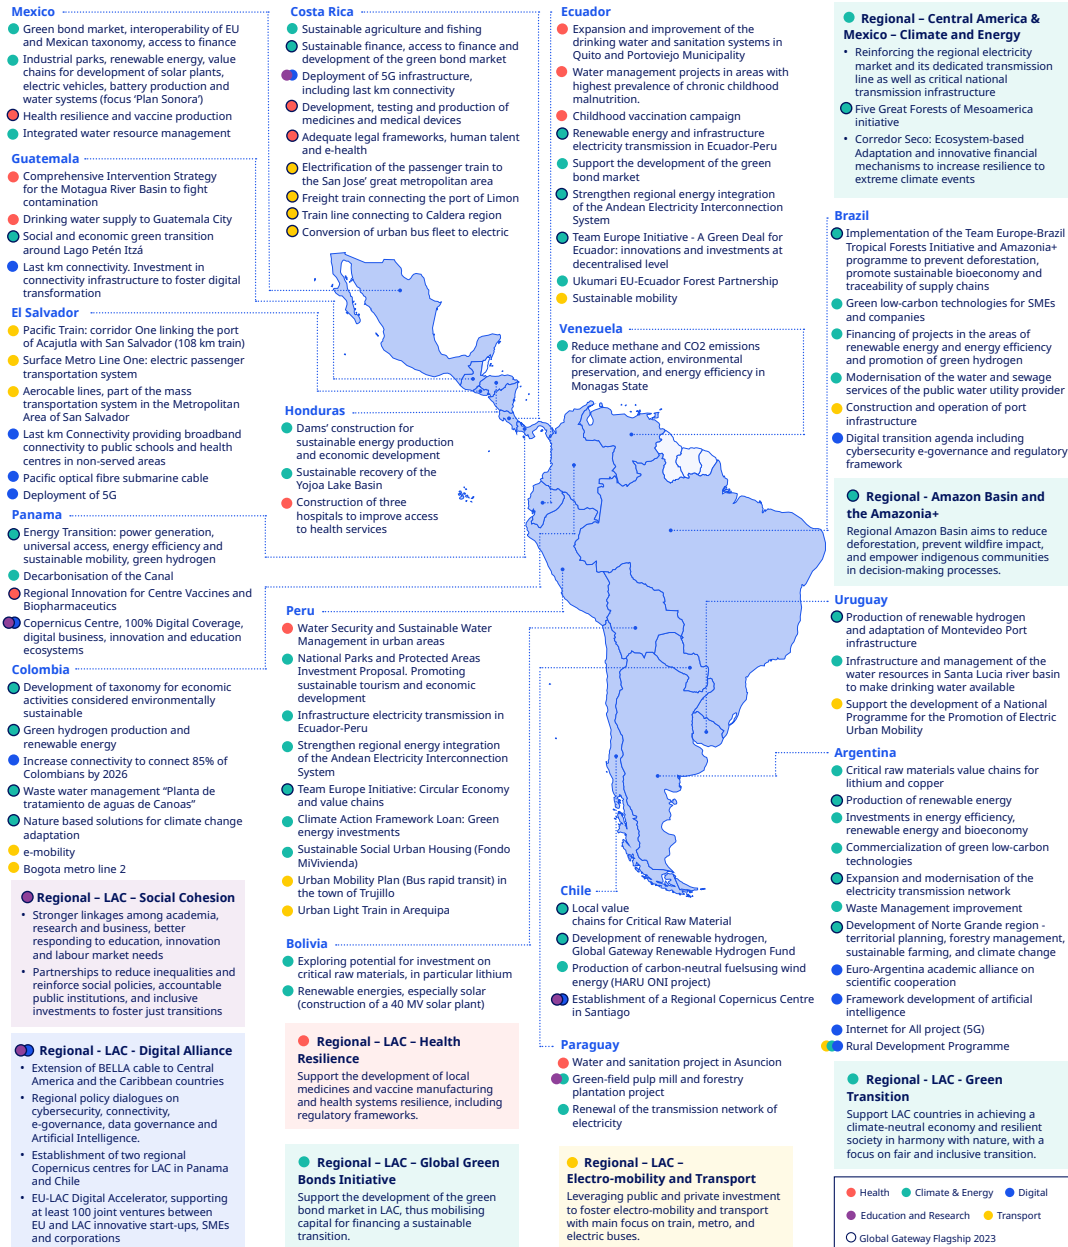 Mexico
Green bond market, interoperability of EU
and Mexican taxonomy, access to finance
Industrial parks, renewable energy, value
chains for development of solar plants,
electric vehicles, battery production and
water systems (focus ‘Plan Sonora’)
Health resilience and vaccine production
Integrated water resource management
Guatemala
Comprehensive Intervention Strategy
for the Motagua River Basin to fight
contamination
Drinking water supply to Guatemala City
Social and economic green transition
around Lago Petén Itzá
Last km connectivity. Investment in
connectivity infrastructure to foster digital
transformation
El Salvador
Pacific Train: corridor One linking the port
of Acajutla with San Salvador (108 km train)
Surface Metro Line One: electric passenger
transportation system
Aerocable lines, part of the mass
transportation system in the Metropolitan
Area of San Salvador
Last km Connectivity providing broadband
connectivity to public schools and health
centres in non-served areas
Pacific optical fibre submarine cable
Deployment of 5G
Panama
Energy Transition: power generation,
universal access, energy efficiency and
sustainable mobility, green hydrogen
Decarbonisation of the Canal
Regional Innovation for Centre Vaccines and
Biopharmaceutics
Copernicus Centre, 100% Digital Coverage,
digital business, innovation and education
ecosystems
Colombia
Development of taxonomy for economic
activities considered environmentally
sustainable
Green hydrogen production and
renewable energy
Increase connectivity to connect 85% of
Colombians by 2026
Waste water management “Planta de
tratamiento de aguas de Canoas”
Nature based solutions for climate change
adaptation
e-mobility
Bogota metro line 2
Regional – LAC – Social Cohesion
• Stronger linkages among academia,
research and business, better
responding to education, innovation
and labour market needs
• Partnerships to reduce inequalities and
reinforce social policies, accountable
public institutions, and inclusive
investments to foster just transitions
Regional - LAC - Digital Alliance
• Extension of BELLA cable to Central
America and the Caribbean countries
• Regional policy dialogues on
cybersecurity, connectivity,
e-governance, data governance and
Artificial Intelligence.
• Establishment of two regional
Copernicus centres for LAC in Panama
and Chile
• EU-LAC Digital Accelerator, supporting
at least 100 joint ventures between
EU and LAC innovative start-ups, SMEs
and corporations
Costa Rica
Sustainable agriculture and fishing
Sustainable finance, access to finance and
development of the green bond market
Deployment of 5G infrastructure,
including last km connectivity
Development, testing and production of
medicines and medical devices
Adequate legal frameworks, human talent
and e-health
Electrification of the passenger train to
the San Jose’ great metropolitan area
Freight train connecting the port of Limon
Train line connecting to Caldera region
Conversion of urban bus fleet to electric
Honduras
Dams’ construction for
sustainable energy production
and economic development
Sustainable recovery of the
Yojoa Lake Basin
Construction of three
hospitals to improve access
to health services
Peru
Water Security and Sustainable Water
Management in urban areas
National Parks and Protected Areas
Investment Proposal. Promoting
sustainable tourism and economic
development
Infrastructure electricity transmission in
Ecuador-Peru
Strengthen regional energy integration
of the Andean Electricity Interconnection
System
Team Europe Initiative: Circular Economy
and value chains
Climate Action Framework Loan: Green
energy investments
Sustainable Social Urban Housing (Fondo
MiVivienda)
Urban Mobility Plan (Bus rapid transit) in
the town of Trujillo
Urban Light Train in Arequipa
Bolivia
Exploring potential for investment on
critical raw materials, in particular lithium
Renewable energies, especially solar
(construction of a 40 MV solar plant)
Regional – LAC – Health
Resilience
Support the development of local
medicines and vaccine manufacturing
and health systems resilience, including
regulatory frameworks.
Regional – LAC – Global Green
Bonds Initiative
Support the development of the green
bond market in LAC, thus mobilising
capital for financing a sustainable
transition.
Ecuador
Expansion and improvement of the
drinking water and sanitation systems in
Quito and Portoviejo Municipality
Water management projects in areas with
highest prevalence of chronic childhood
malnutrition.
Childhood vaccination campaign
Renewable energy and infrastructure
electricity transmission in Ecuador-Peru
Support the development of the green
bond market
Strengthen regional energy integration
of the Andean Electricity Interconnection
System
Team Europe Initiative - A Green Deal for
Ecuador: innovations and investments at
decentralised level
Ukumari EU-Ecuador Forest Partnership
Sustainable mobility
Venezuela
Reduce methane and CO2 emissions
for climate action, environmental
preservation, and energy efficiency in
Monagas State
Chile
Local value
chains for Critical Raw Material
Development of renewable hydrogen,
Global Gateway Renewable Hydrogen Fund
Production of carbon-neutral fuelsusing wind
energy (HARU ONI project)
Establishment of a Regional Copernicus Centre
in Santiago
Paraguay
Water and sanitation project in Asuncion
Green-field pulp mill and forestry
plantation project
Renewal of the transmission network of
electricity
Regional – LAC –
Electro-mobility and Transport
Leveraging public and private investment
to foster electro-mobility and transport
with main focus on train, metro, and
electric buses.
Regional – Central America &
Mexico – Climate and Energy
• Reinforcing the regional electricity
market and its dedicated transmission
line as well as critical national
transmission infrastructure
Five Great Forests of Mesoamerica
initiative
• Corredor Seco: Ecosystem-based
Adaptation and innovative financial
mechanisms to increase resilience to
extreme climate events
Brazil
Implementation of the Team Europe-Brazil
Tropical Forests Initiative and Amazonia+
programme to prevent deforestation,
promote sustainable bioeconomy and
traceability of supply chains
Green low-carbon technologies for SMEs
and companies
Financing of projects in the areas of
renewable energy and energy efficiency
and promotion of green hydrogen
Modernisation of the water and sewage
services of the public water utility provider
Construction and operation of port
infrastructure
Digital transition agenda including
cybersecurity e-governance and regulatory
framework
Regional - Amazon Basin and
the Amazonia+
Regional Amazon Basin aims to reduce
deforestation, prevent wildfire impact,
and empower indigenous communities
in decision-making processes.
Uruguay
Production of renewable hydrogen
and adaptation of Montevideo Port
infrastructure
Infrastructure and management of the
water resources in Santa Lucia river basin
to make drinking water available
Support the development of a National
Programme for the Promotion of Electric
Urban Mobility
Argentina
Critical raw materials value chains for
lithium and copper
Production of renewable energy
Investments in energy efficiency,
renewable energy and bioeconomy
Commercialization of green low-carbon
technologies
Expansion and modernisation of the
electricity transmission network
Waste Management improvement
Development of Norte Grande region -
territorial planning, forestry management,
sustainable farming, and climate change
Euro-Argentina academic alliance on
scientific cooperation
Framework development of artificial
intelligence
Internet for All project (5G)
Rural Development Programme
Regional - LAC - Green
Transition
Support LAC countries in achieving a
climate-neutral economy and resilient
society in harmony with nature, with a
focus on fair and inclusive transition.
Health Climate & Energy Digital
Education and Research Transport
Global Gateway Flagship 2023